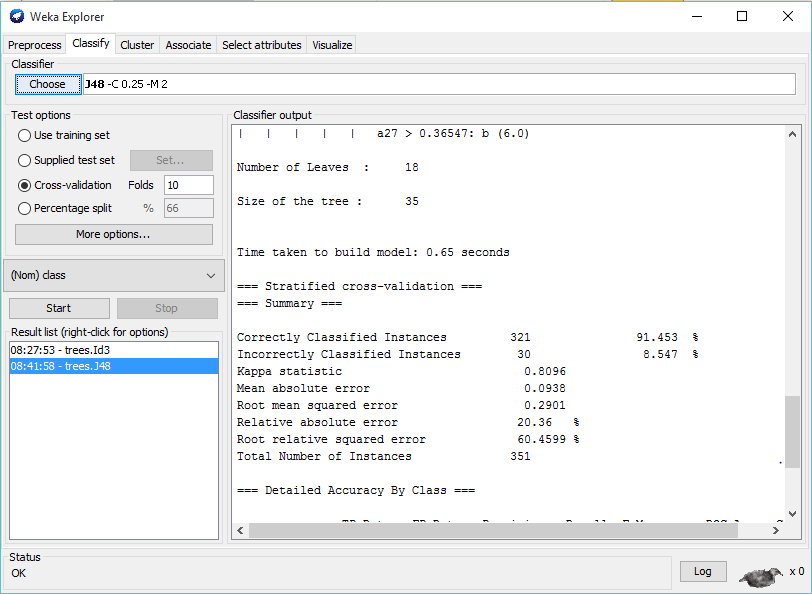 Weka Explorer
Preprocess Classify Cluster Associate Select attributes Visualize
Classifier
Choose J48 -C 0.25 -M 2
Test options
Use training set
Supplied test set Set...
Cross-validation Folds 10
Percentage split % 66
More options...
(Nom) class
Start Stop
Result list (right-click for options)
08:27:53 - trees.Id3
08:41:58 - trees.J48
Classifier output
| | | | | a27 > 0.36547: b (6.0)
Number of Leaves : 18
Size of the tree : 35
Time taken to build model: 0.65 seconds
=== Stratified cross-validation ===
=== Summary ===
Correctly Classified Instances 321 91.453 %
Incorrectly Classified Instances 30 8.547 %
Kappa statistic 0.8096
Mean absolute error 0.0938
Root mean squared error 0.2901
Relative absolute error 20.36 %
Root relative squared error 60.4599 %
Total Number of Instances 351
=== Detailed Accuracy By Class ===
Status
OK
Log x 0